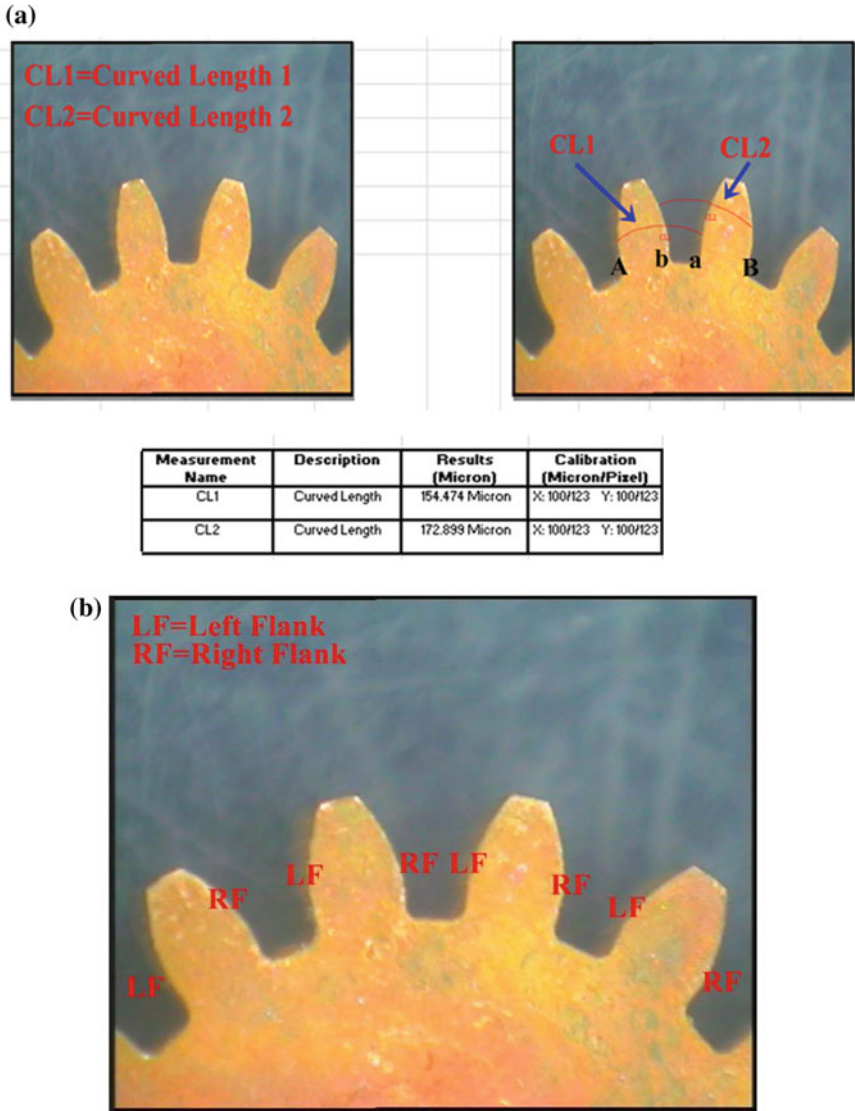 (a)
CL1=Curved Length 1
CL2=Curved Length 2
CL1
CL2
A
b
a
B
Measurement Name Description Results (Micron) Calibration (Micron/Pixel)
CL1 Curved Length 154.474 Micron X: 100/123 Y: 100/123
CL2 Curved Length 172.899 Micron X: 100/123 Y: 100/123
(b)
LF=Left Flank
RF=Right Flank
LF
RF
LF
RF
LF
RF
LF
RF